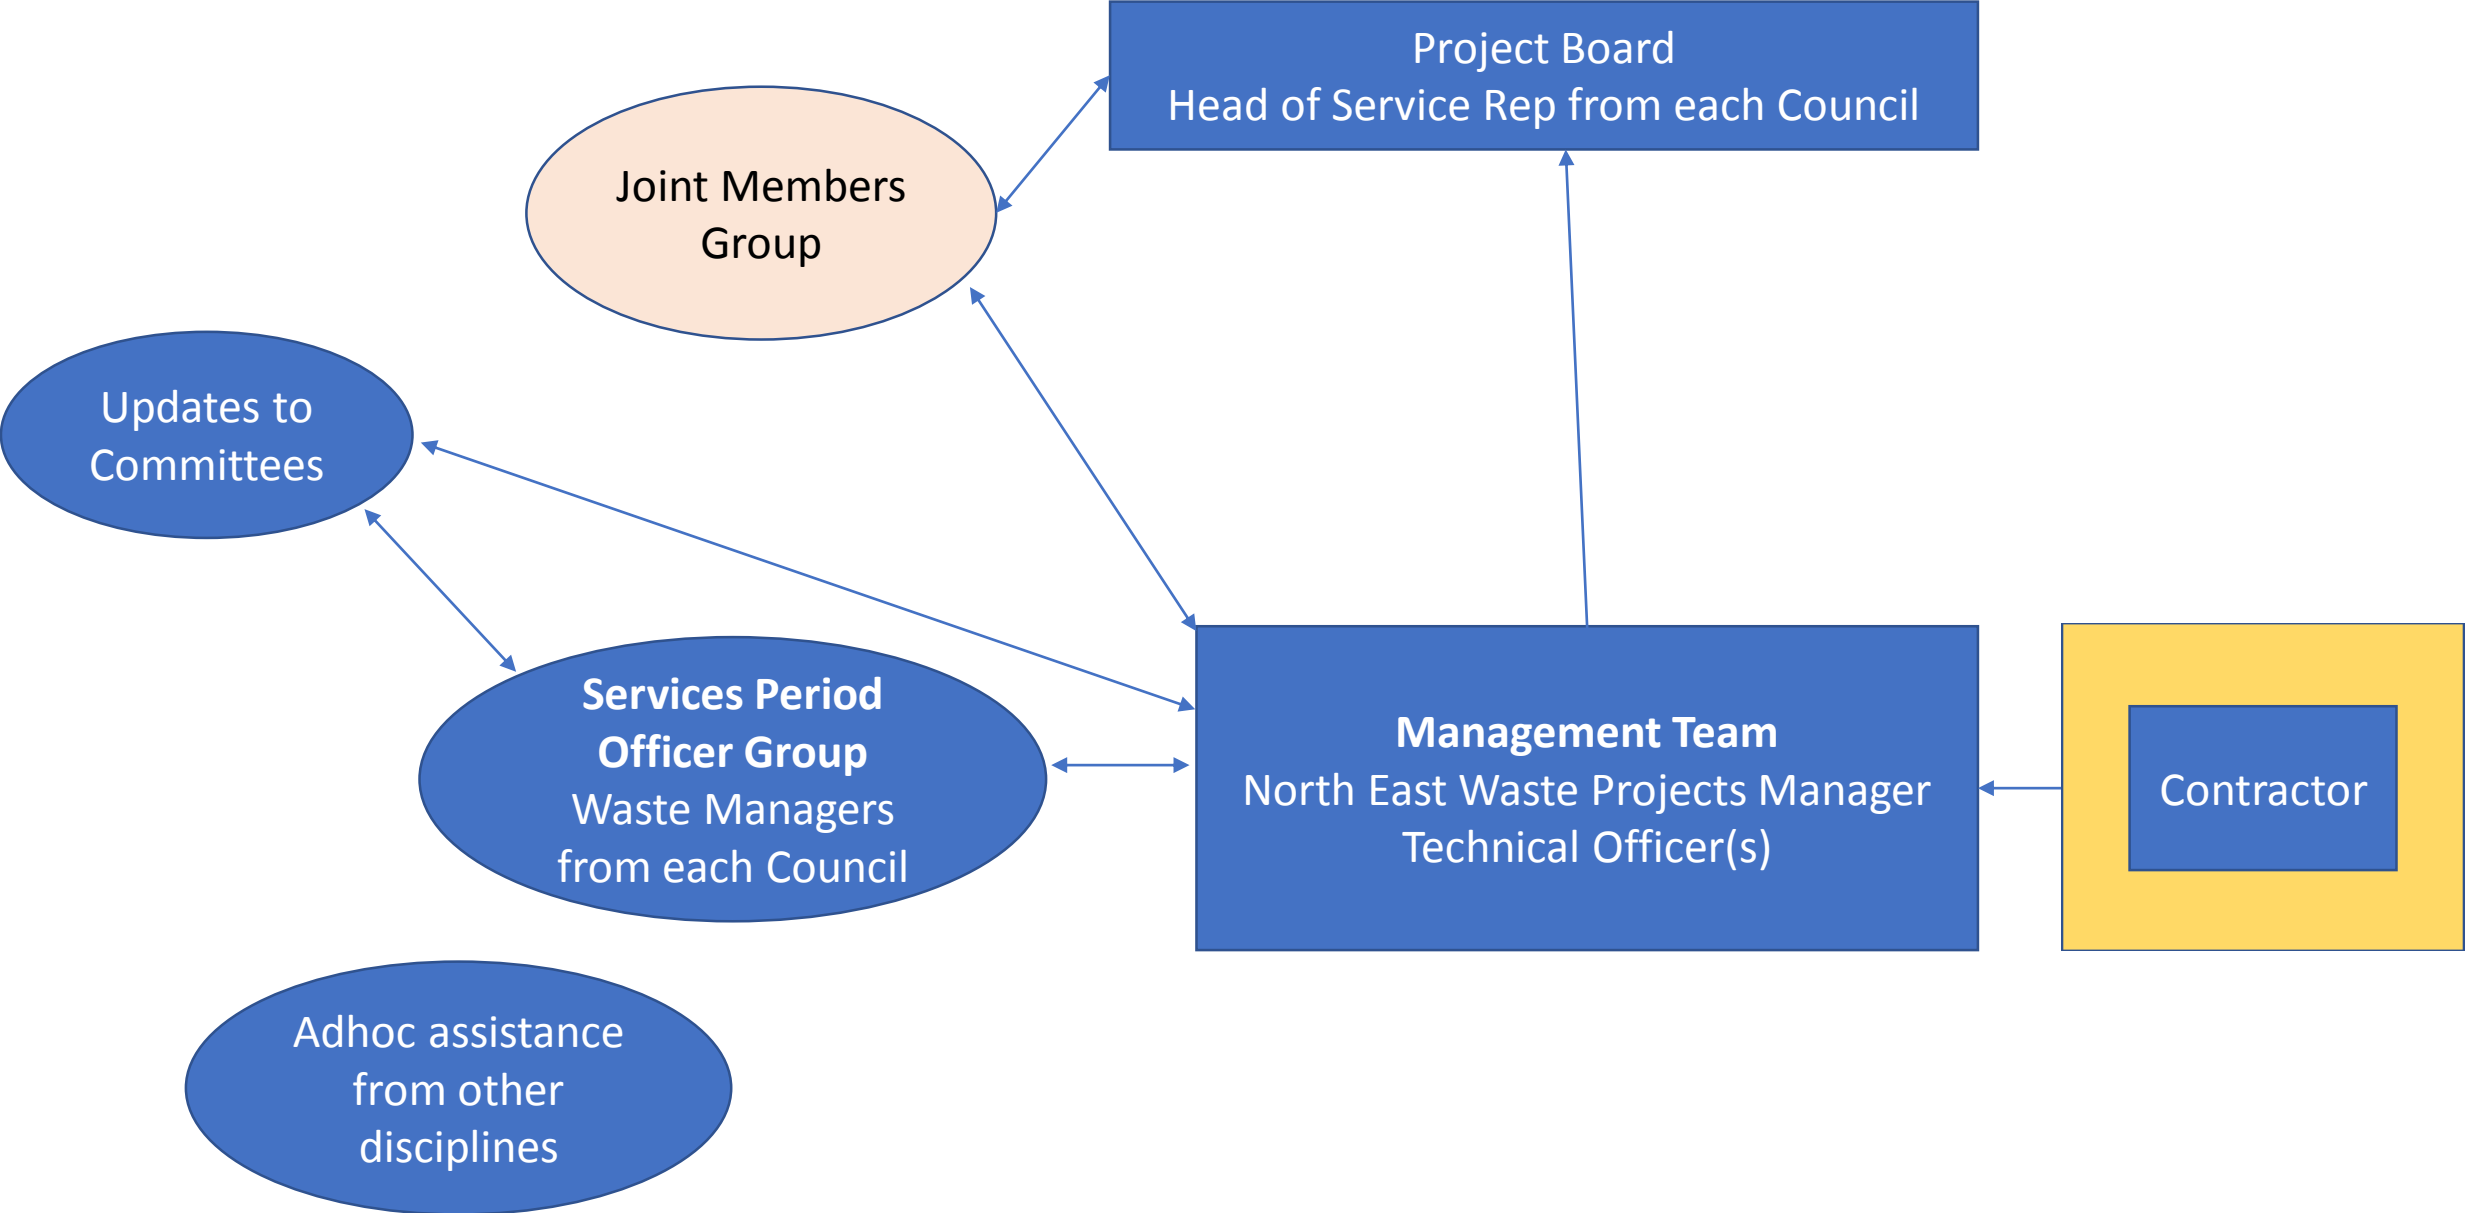 Project Board
Head of Service Rep from each Council
Joint Members
Group
Updates to
Committees
Services Period
Officer Group
Waste Managers
from each Council
Management Team
North East Waste Projects Manager
Technical Officer(s)
Contractor
Adhoc assistance
from other
disciplines